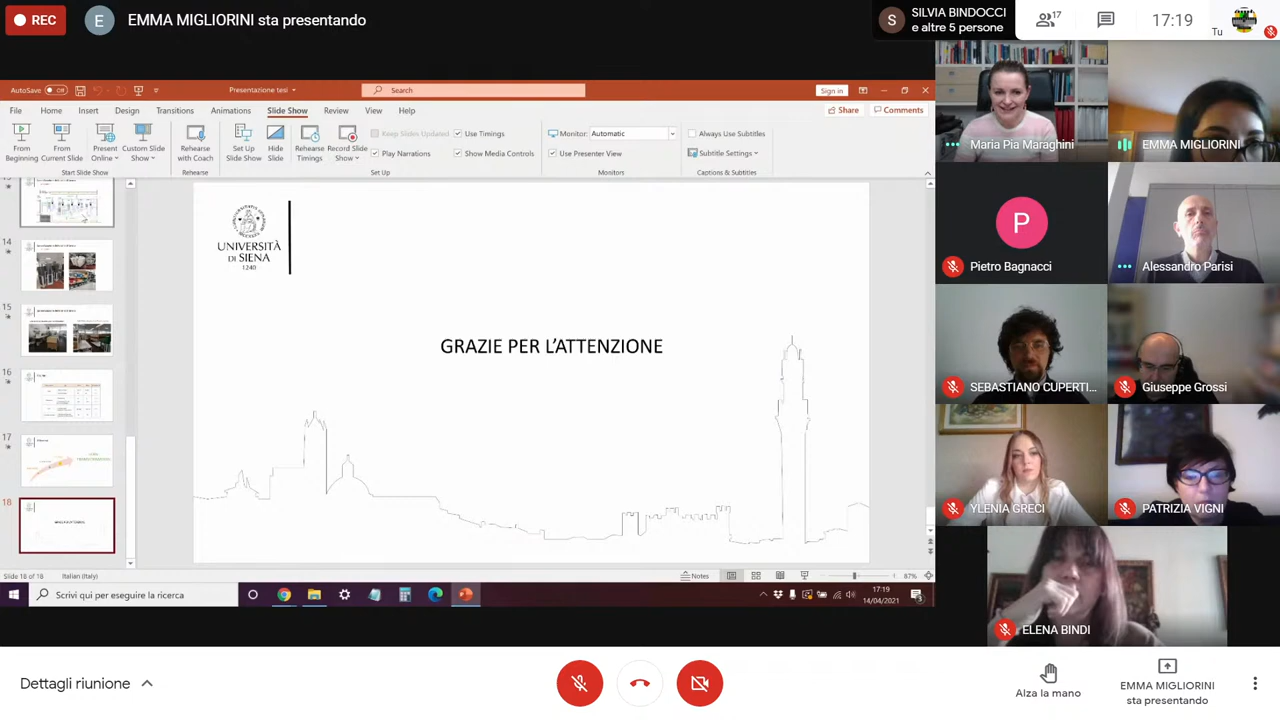 REC
E
EMMA MIGLIORINI sta presentando
S
SILVIA BINDOCCI
e altre 5 persone
17
17:19
Tu
AutoSave Off
Presentazione tesi
Search
Sign in
File Home Insert Design Transitions Animations Slide Show Review View Help
Share
Comments
From
Beginning
From
Current Slide
Present
Online
Custom Slide
Show
Rehearse
with Coach
Set Up
Slide Show
Hide
Slide
Rehearse
Timings
Record Slide
Show
Keep Slides Updated
Use Timings
Play Narrations
Show Media Controls
Monitor: Automatic
Use Presenter View
Always Use Subtitles
Subtitle Settings
Start Slide Show
Rehearse
Set Up
Monitors
Captions & Subtitles
14
15
16
17
18
UNIVERSITÀ
DI SIENA
1240
GRAZIE PER L'ATTENZIONE
Slide 18 of 18
Italian (Italy)
Notes
87%
Scrivi qui per eseguire la ricerca
17:19
14/04/2021
Maria Pia Maraghini
EMMA MIGLIORINI
P
Pietro Bagnacci
Alessandro Parisi
SEBASTIANO CUPERTI...
Giuseppe Grossi
YLENIA GRECI
PATRIZIA VIGNI
ELENA BINDI
Dettagli riunione
Alza la mano
EMMA MIGLIORINI
sta presentando